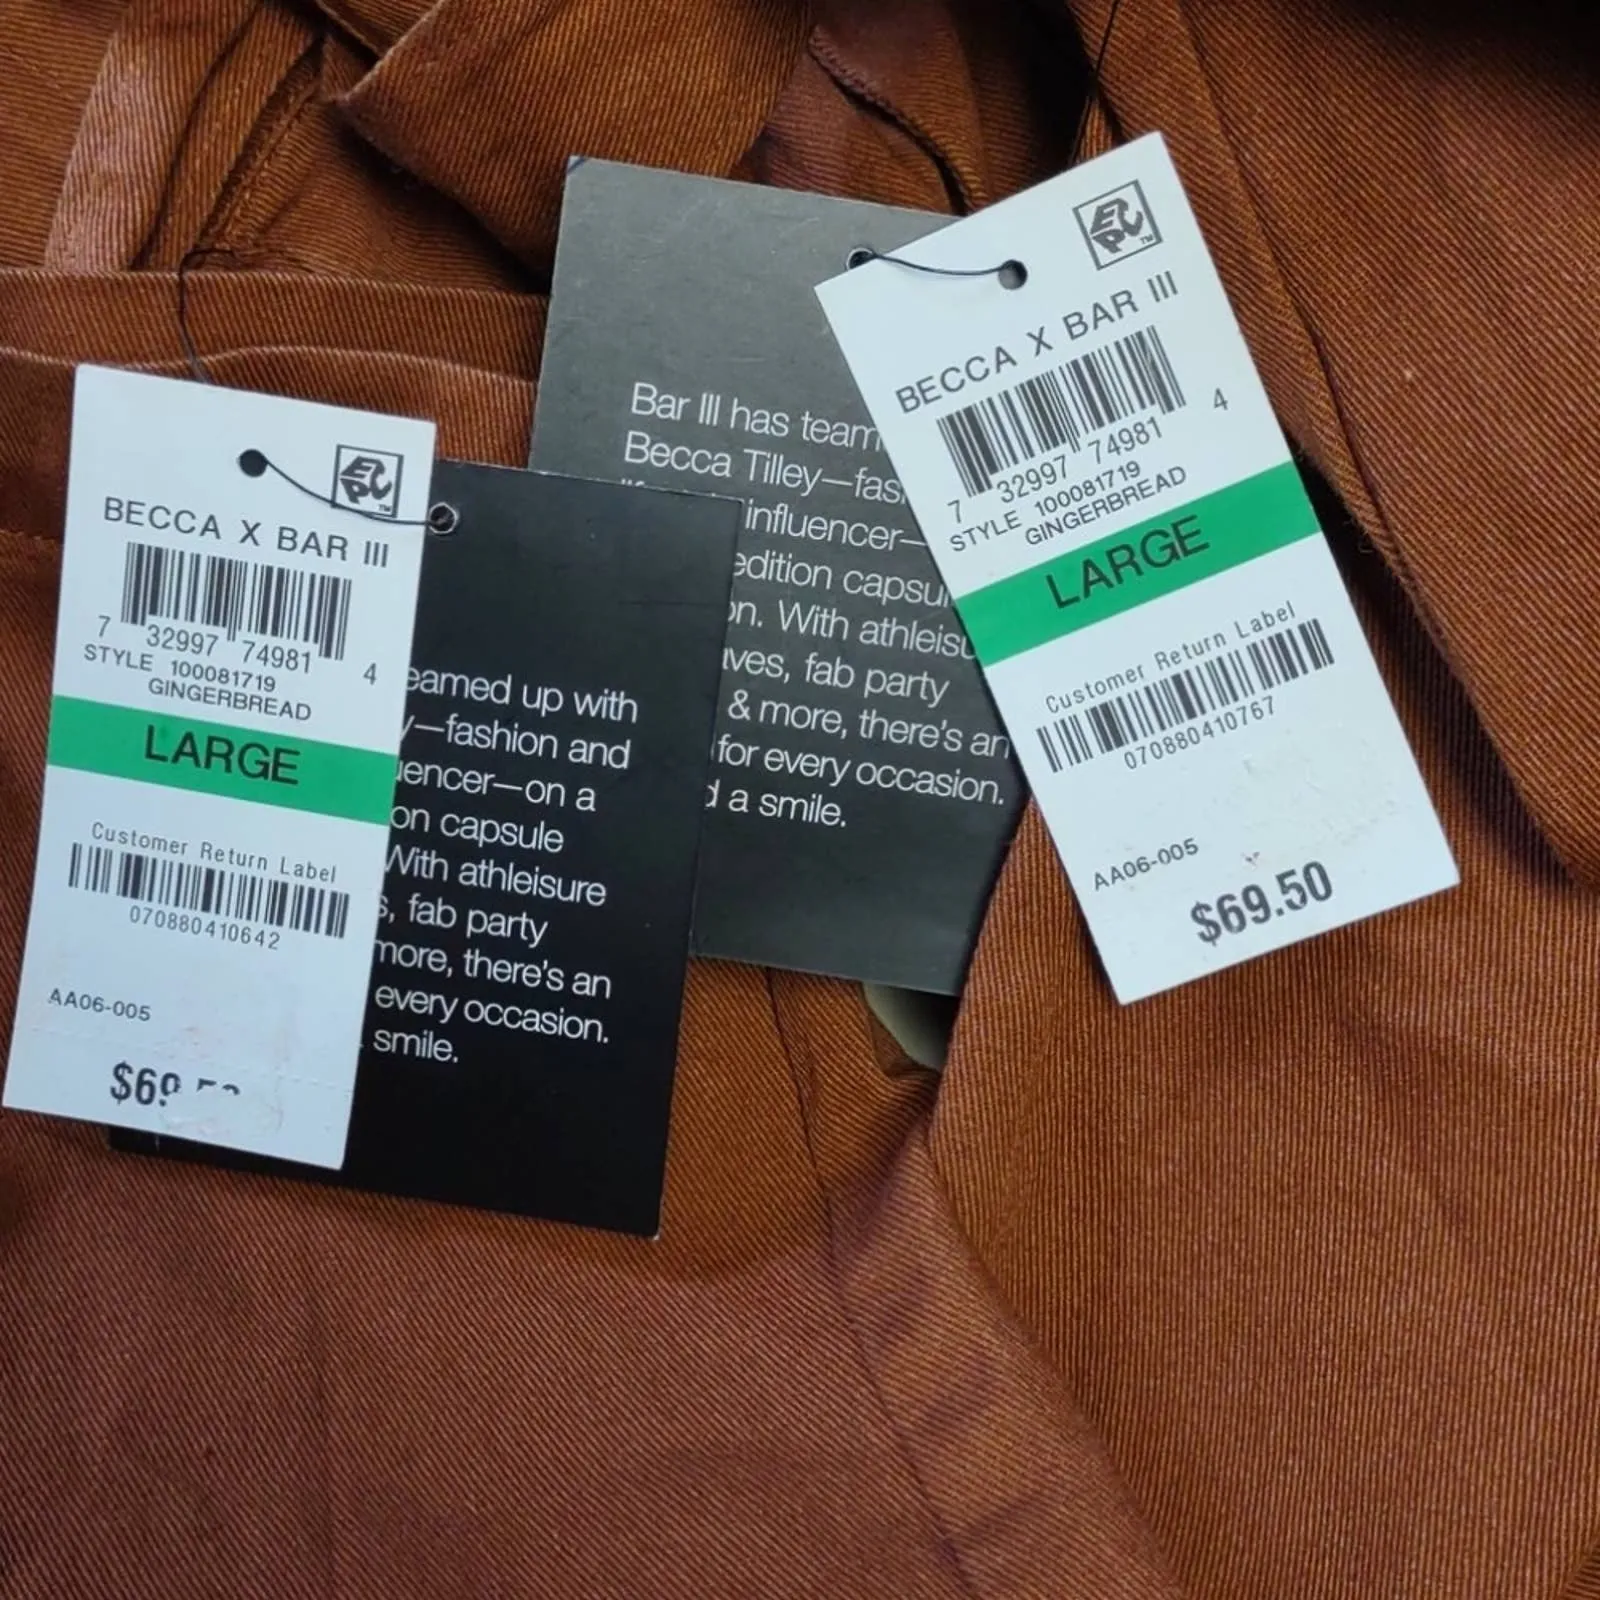 BECCA X BAR III
7 32997 74981 4
STYLE 100081719
GINGERBREAD
LARGE
Customer Return Label
070880410642
AA06-005
eamed up with
—fashion and
encer—on a
on capsule
With athleisure
, fab party
more, there's an
every occasion.
smile.
Bar III has team
Becca Tilley—fas
influencer—
edition capsu
on. With athleisu
aves, fab party
& more, there's an
for every occasion.
d a smile.
EPC
TM
BECCA X BAR III
7 32997 74981 4
STYLE 100081719
GINGERBREAD
LARGE
Customer Return Label
070880410767
AA06-005
$69.50